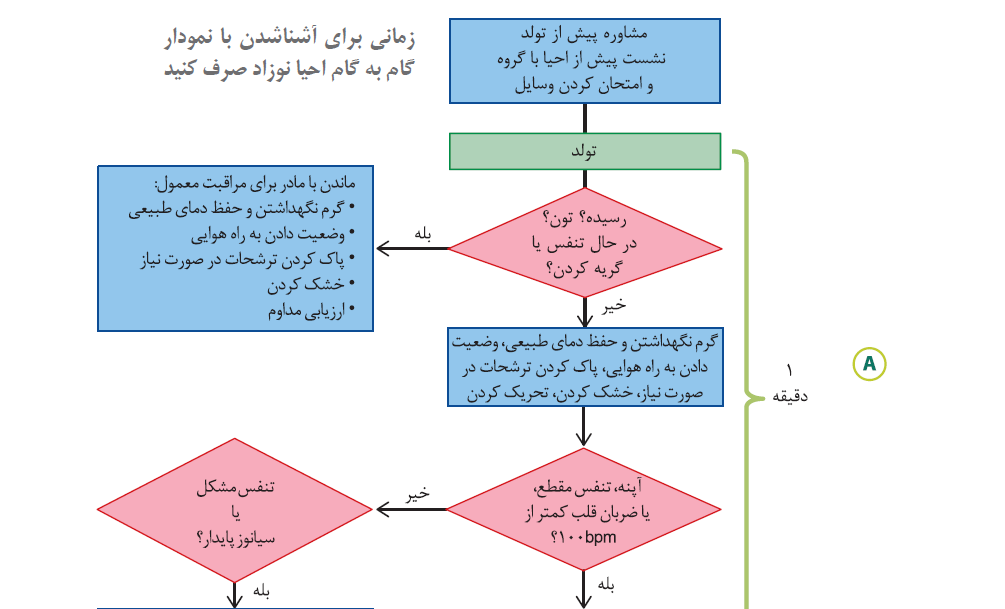 زمانی برای آشناشدن با نمودار
گام به گام احیا نوزاد صرف کنید
مشاوره پیش از تولد
نشست پیش از احیا با گروه
و امتحان کردن وسایل
تولد
رسیده؟ تون؟
در حال تنفس یا
گریه کردن؟
بله
ماندن با مادر برای مراقبت معمول:
• گرم نگهداشتن و حفظ دمای طبیعی
• وضعیت دادن به راه هوایی
• پاک کردن ترشحات در صورت نیاز
• خشک کردن
• ارزیابی مداوم
خیر
گرم نگهداشتن و حفظ دمای طبیعی، وضعیت
دادن به راه هوایی، پاک کردن ترشحات در
صورت نیاز، خشک کردن، تحریک کردن
۱
دقیقه
A
آپنه، تنفس مقطع،
یا ضربان قلب کمتر از
۱۰۰bpm؟
خیر
تنفس مشکل
یا
سیانوز پایدار؟
بله
بله